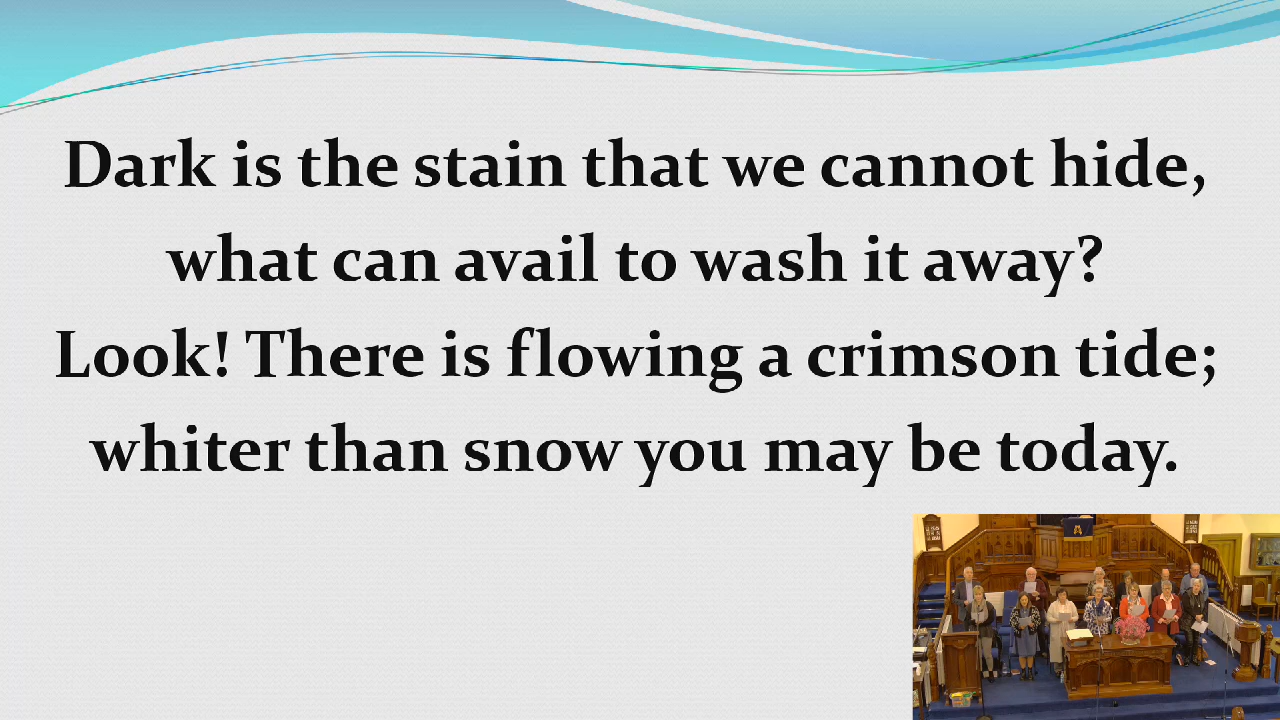 Dark is the stain that we cannot hide,
what can avail to wash it away?
Look! There is flowing a crimson tide;
whiter than snow you may be today.